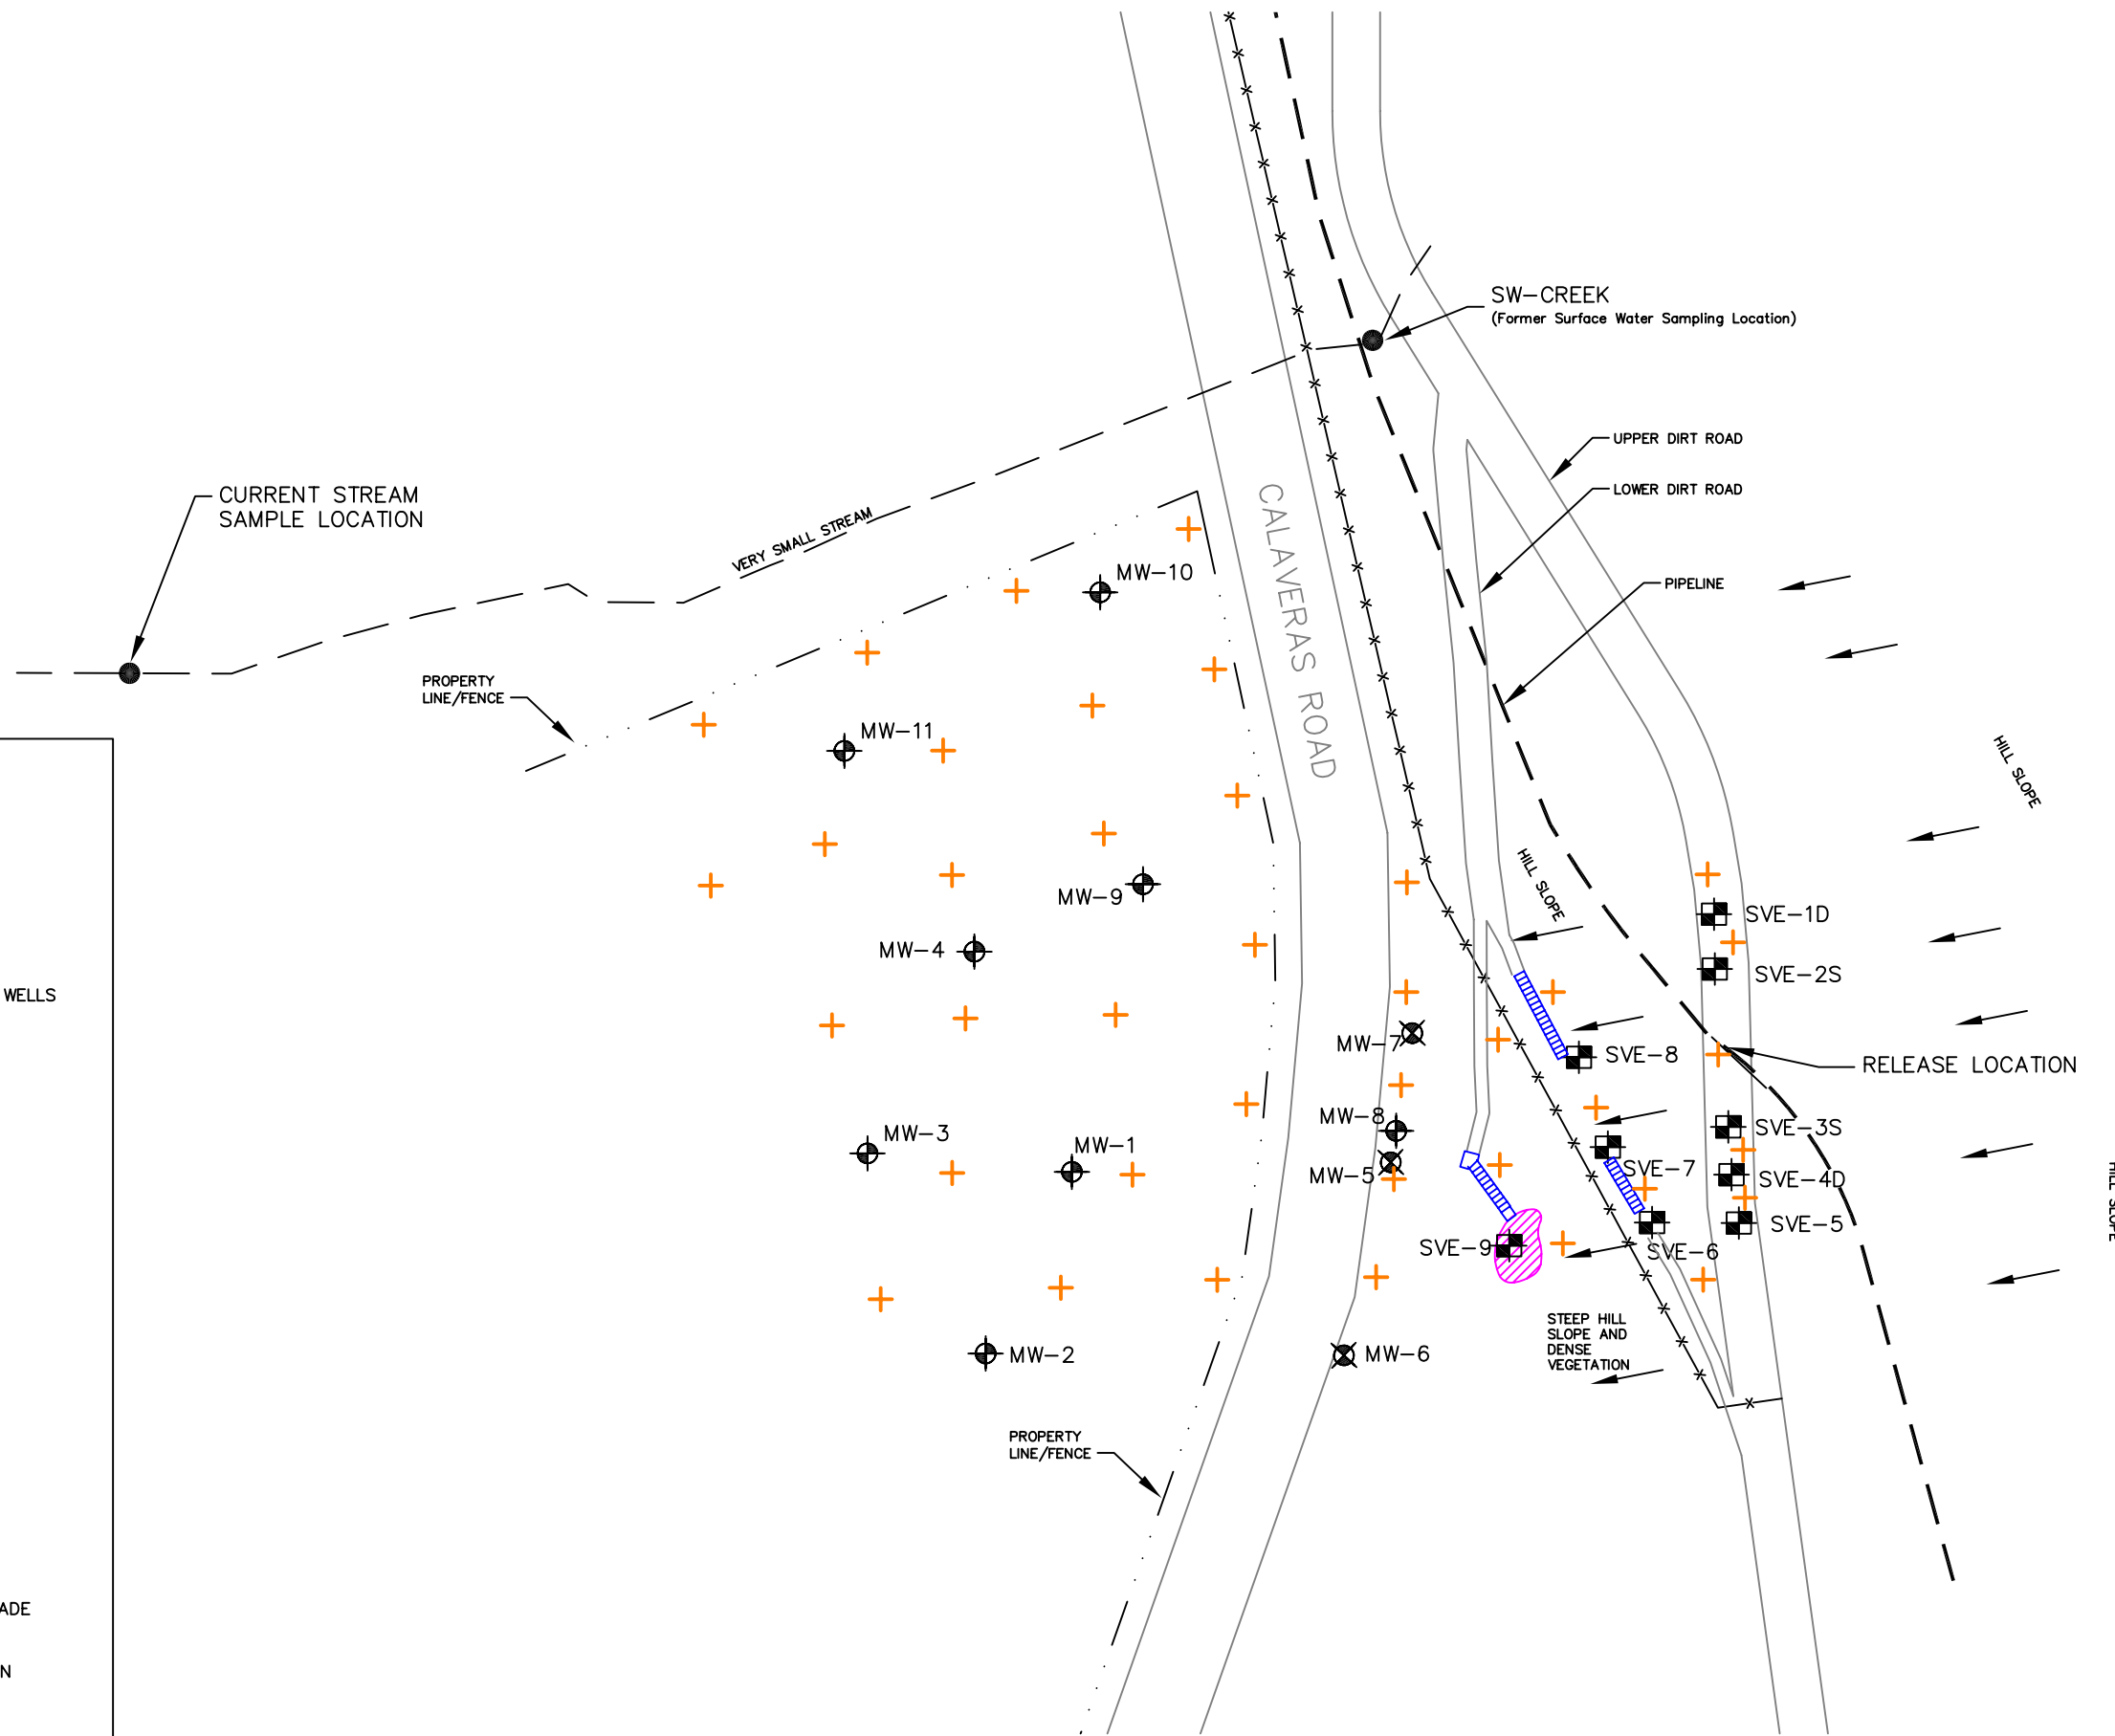 SW-CREEK
(Former Surface Water Sampling Location)
UPPER DIRT ROAD
LOWER DIRT ROAD
CURRENT STREAM
SAMPLE LOCATION
VERY SMALL STREAM
CALAVERAS ROAD
MW-10
PIPELINE
PROPERTY
LINE/FENCE
MW-11
HILL SLOPE
HILL SLOPE
MW-9
SVE-1D
MW-4
SVE-2S
WELLS
MW-7
SVE-8
RELEASE LOCATION
MW-8
SVE-3S
MW-3
MW-1
MW-5
SVE-7
SVE-4D
HILL SLOPE
SVE-5
SVE-9
SVE-6
STEEP HILL
SLOPE AND
DENSE
VEGETATION
MW-2
MW-6
PROPERTY
LINE/FENCE
ADE
N